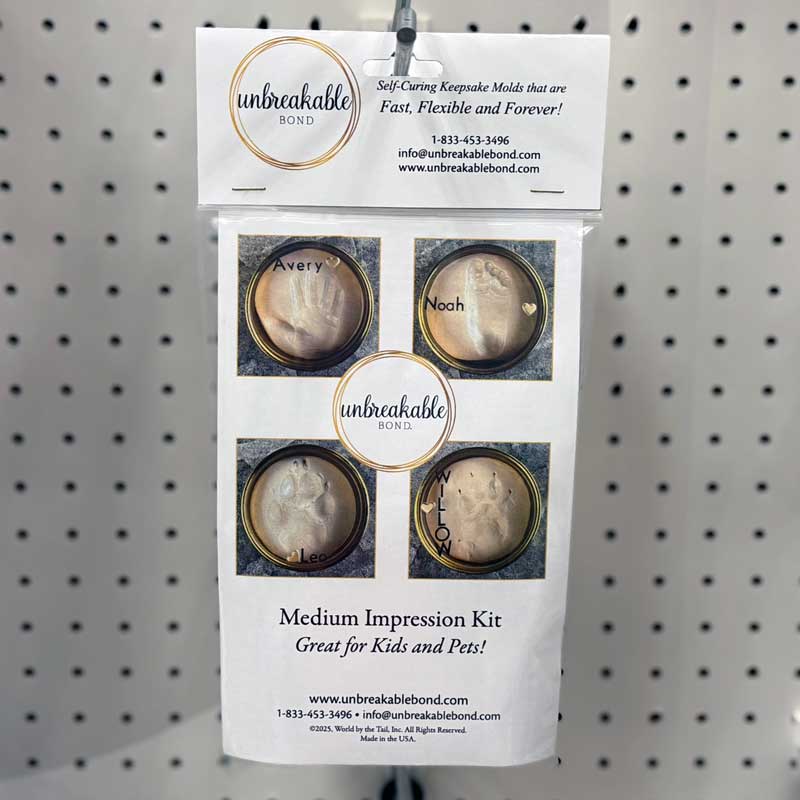 unbreakable
BOND
Self-Curing Keepsake Molds that are
Fast, Flexible and Forever!
1-833-453-3496
info@unbreakablebond.com
www.unbreakablebond.com
Avery
Noah
unbreakable
BOND.
Leo
WILLOW
Medium Impression Kit
Great for Kids and Pets!
www.unbreakablebond.com
1-833-453-3496 • info@unbreakablebond.com
©2025, World by the Tail, Inc. All Rights Reserved.
Made in the USA.